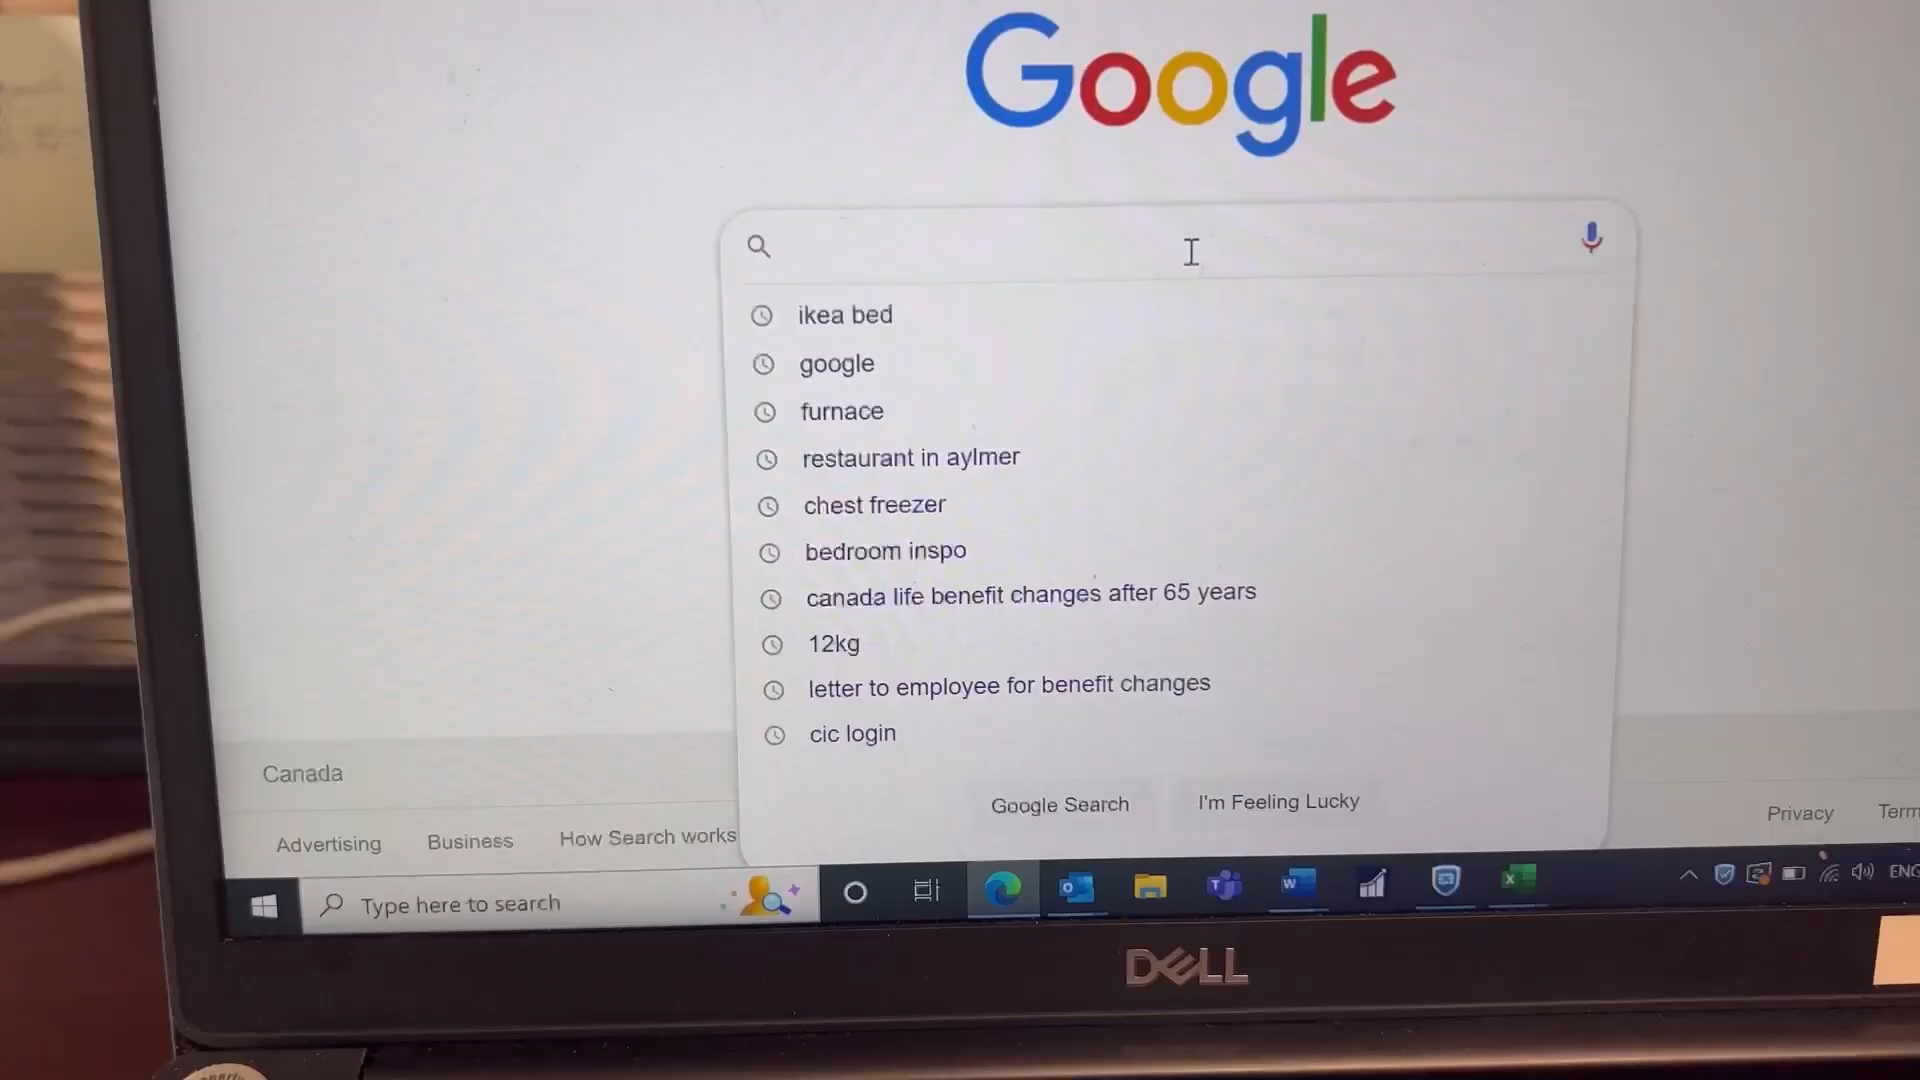 Google
ikea bed
google
furnace
restaurant in aylmer
chest freezer
bedroom inspo
canada life benefit changes after 65 years
12kg
letter to employee for benefit changes
cic login
Google Search I'm Feeling Lucky
Canada
Advertising Business How Search works Privacy Term
Type here to search ENG
DELL